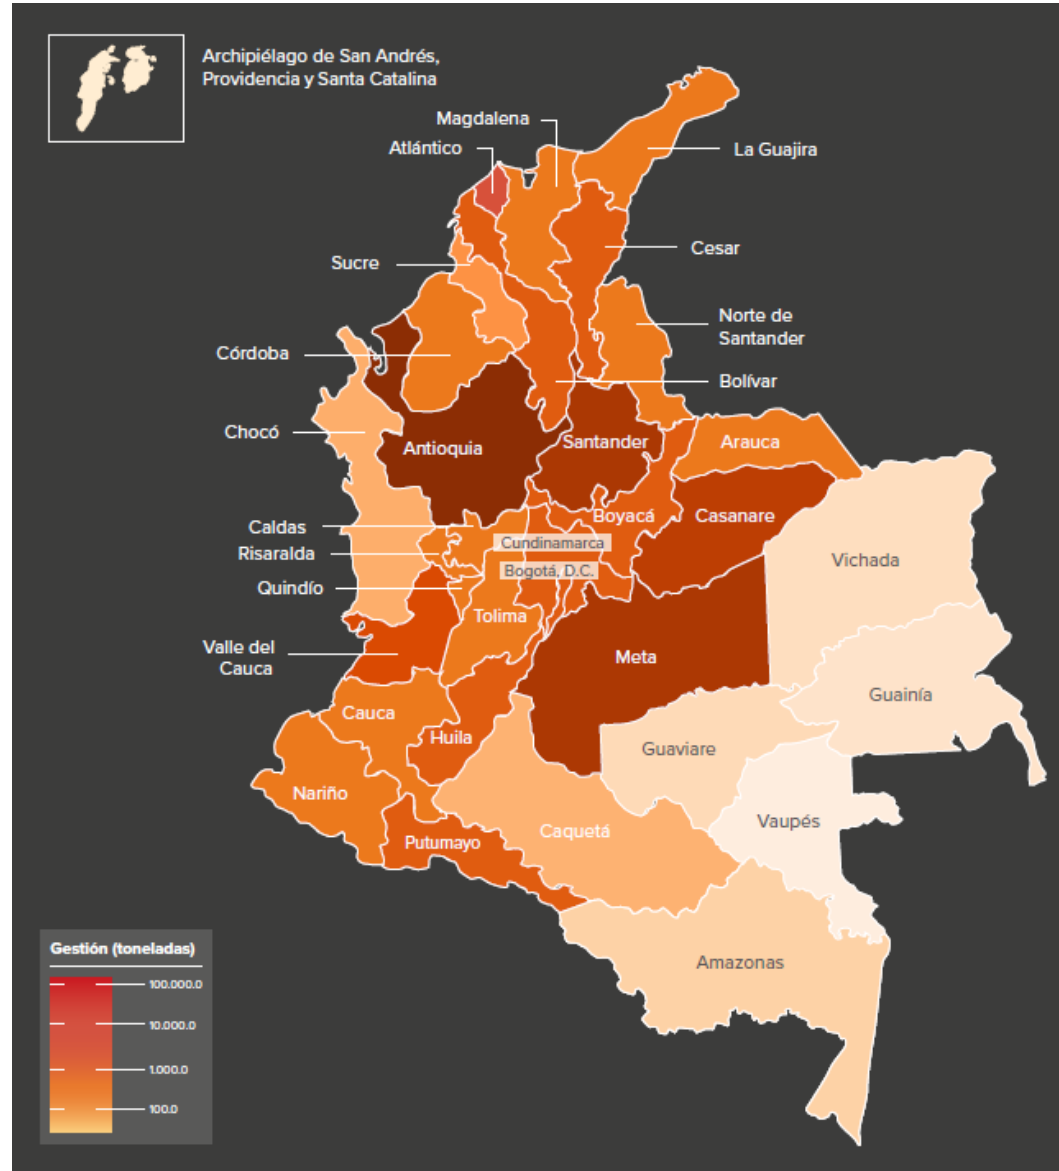 Archipiélago de San Andrés,
Providencia y Santa Catalina
Magdalena
Atlántico
La Guajira
Sucre
Cesar
Norte de
Santander
Córdoba
Bolívar
Chocó
Antioquia
Santander
Arauca
Caldas
Boyacá
Casanare
Cundinamarca
Risaralda
Bogotá, D.C.
Vichada
Quindío
Tolima
Valle del
Cauca
Meta
Guainía
Cauca
Huila
Guaviare
Nariño
Vaupés
Caquetá
Putumayo
Amazonas
Gestión (toneladas)
100.000.0
10.000.0
1.000.0
100.0